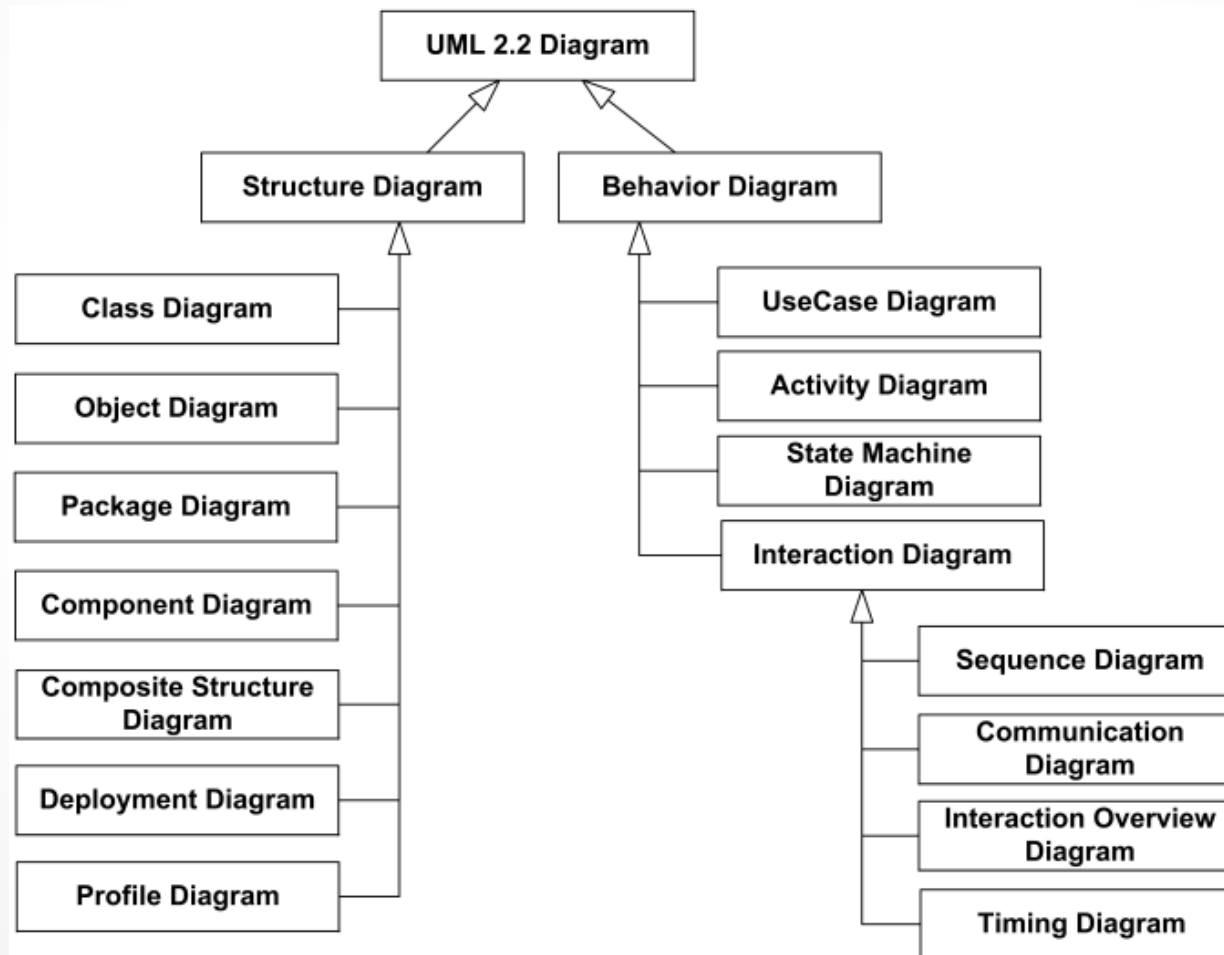 UML 2.2 Diagram
Structure Diagram
Behavior Diagram
Class Diagram
Object Diagram
Package Diagram
Component Diagram
Composite Structure
Diagram
Deployment Diagram
Profile Diagram
UseCase Diagram
Activity Diagram
State Machine
Diagram
Interaction Diagram
Sequence Diagram
Communication
Diagram
Interaction Overview
Diagram
Timing Diagram